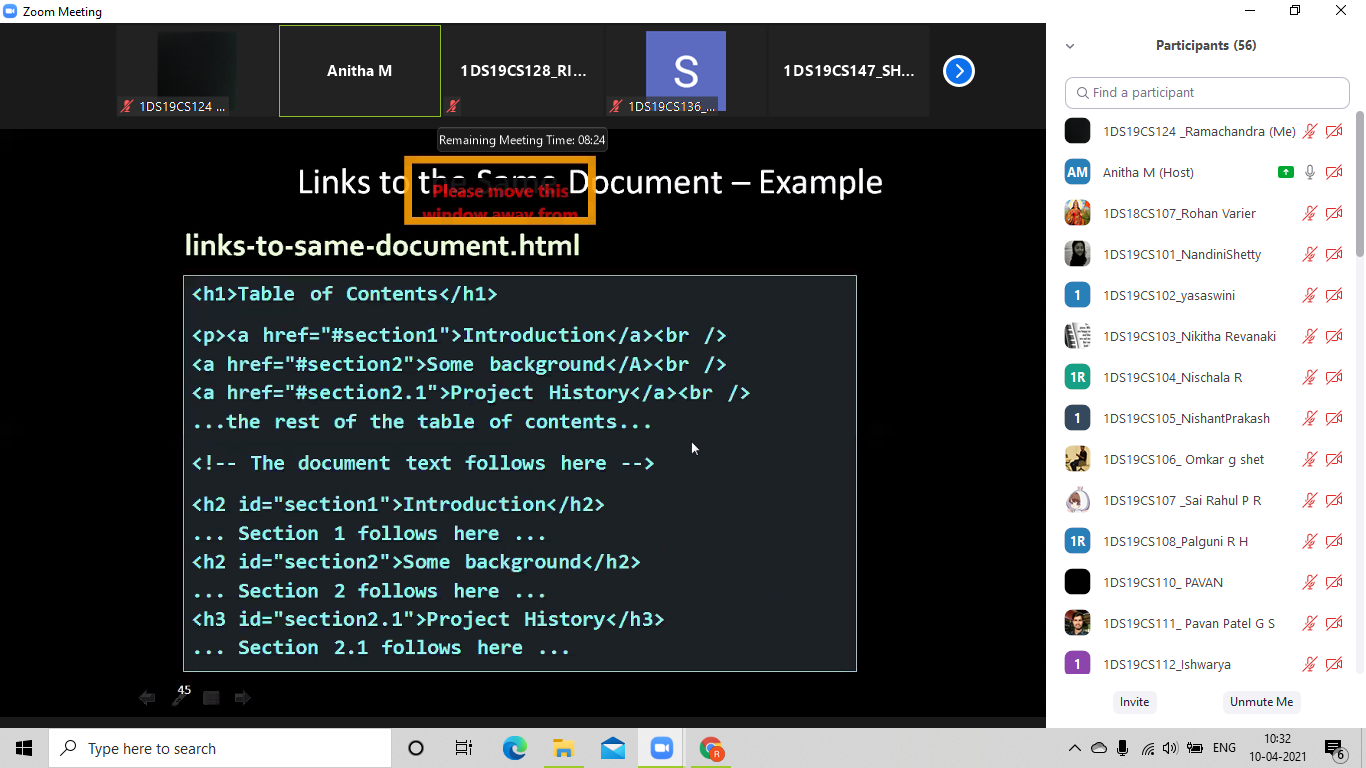 Zoom Meeting
1DS19CS124 ...
Anitha M
1DS19CS128_RI...
S
1DS19CS136_...
1DS19CS147_SH...
Remaining Meeting Time: 08:24
Links to the Same Document – Example
Please move this
window away from
links-to-same-document.html
<h1>Table of Contents</h1>
<p><a href="#section1">Introduction</a><br />
<a href="#section2">Some background</A><br />
<a href="#section2.1">Project History</a><br />
...the rest of the table of contents...
<!-- The document text follows here -->
<h2 id="section1">Introduction</h2>
... Section 1 follows here ...
<h2 id="section2">Some background</h2>
... Section 2 follows here ...
<h3 id="section2.1">Project History</h3>
... Section 2.1 follows here ...
45
Participants (56)
Find a participant
1DS19CS124 _Ramachandra (Me)
AM Anitha M (Host)
1DS18CS107_Rohan Varier
1DS19CS101_NandiniShetty
1 1DS19CS102_yasaswini
1DS19CS103_Nikitha Revanaki
1R 1DS19CS104_Nischala R
1 1DS19CS105_NishantPrakash
1DS19CS106_ Omkar g shet
1DS19CS107 _Sai Rahul P R
1R 1DS19CS108_Palguni R H
1DS19CS110_ PAVAN
1DS19CS111_ Pavan Patel G S
1 1DS19CS112_Ishwarya
Invite
Unmute Me
Type here to search
R
ENG
10:32
10-04-2021
6